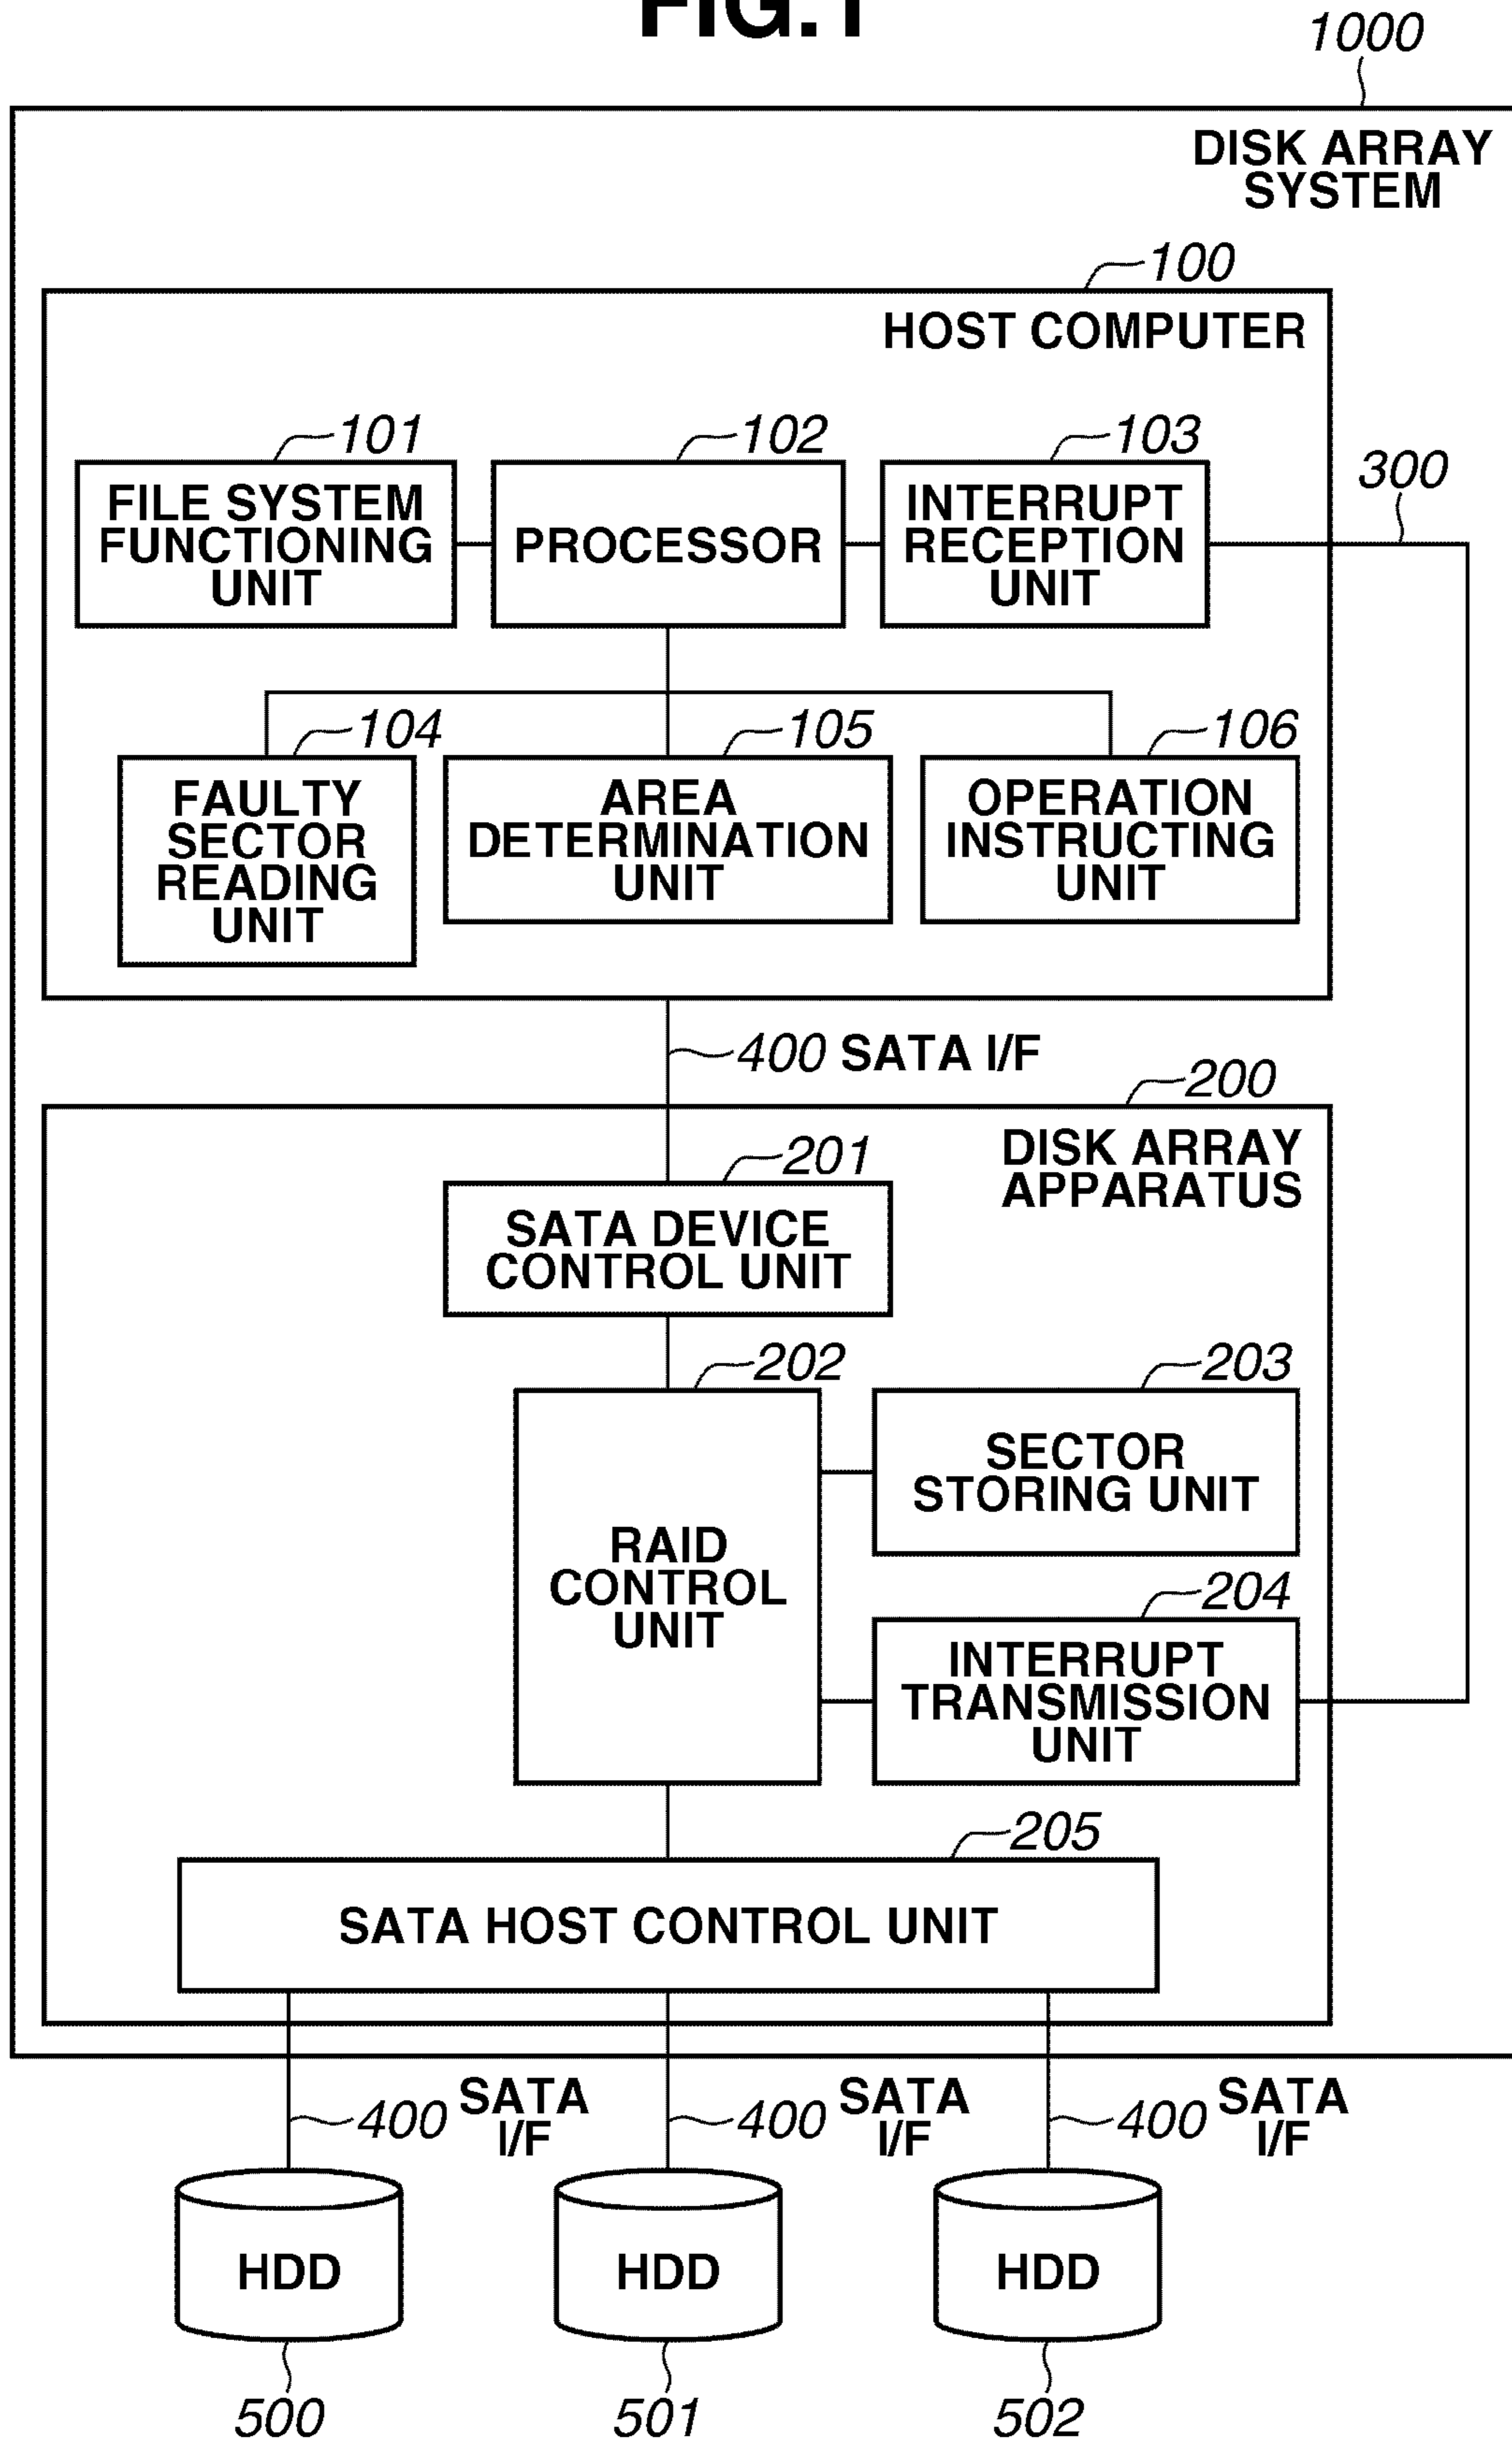 FIG.1
1000
DISK ARRAY
SYSTEM
100
HOST COMPUTER
101
102
103
300
FILE SYSTEM
FUNCTIONING
UNIT
PROCESSOR
INTERRUPT
RECEPTION
UNIT
104
105
106
FAULTY
SECTOR
READING
UNIT
AREA
DETERMINATION
UNIT
OPERATION
INSTRUCTING
UNIT
400 SATA I/F
200
DISK ARRAY
APPARATUS
201
SATA DEVICE
CONTROL UNIT
202
203
RAID
CONTROL
UNIT
SECTOR
STORING UNIT
204
INTERRUPT
TRANSMISSION
UNIT
205
SATA HOST CONTROL UNIT
400 SATA
I/F
400 SATA
I/F
400 SATA
I/F
HDD
HDD
HDD
500
501
502